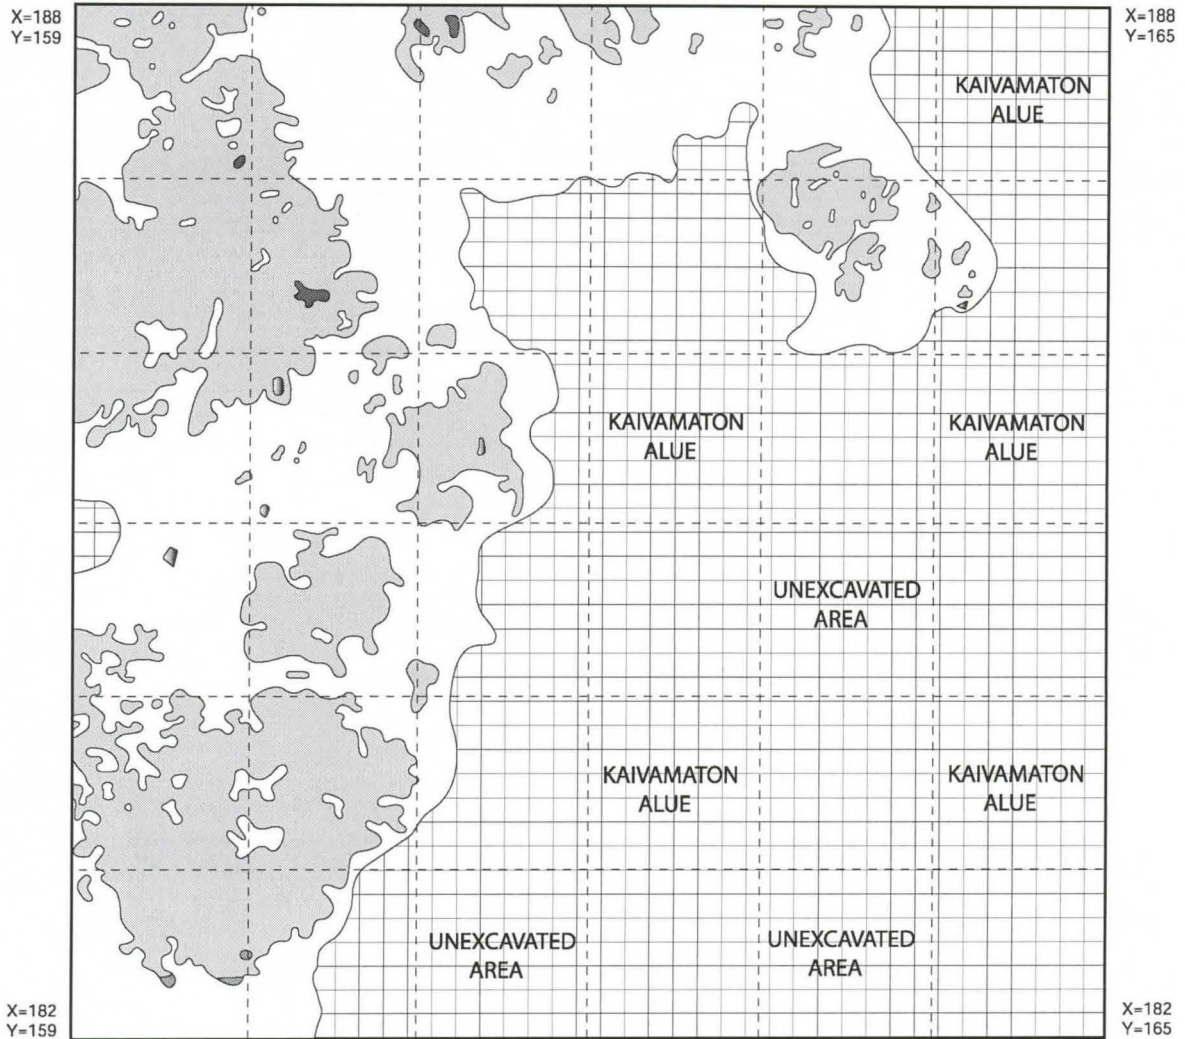 X=188
Y=159
X=188
Y=165
KAIVAMATON
ALUE
KAIVAMATON
ALUE
KAIVAMATON
ALUE
UNEXCAVATED
AREA
KAIVAMATON
ALUE
KAIVAMATON
ALUE
UNEXCAVATED
AREA
UNEXCAVATED
AREA
X=182
Y=159
X=182
Y=165